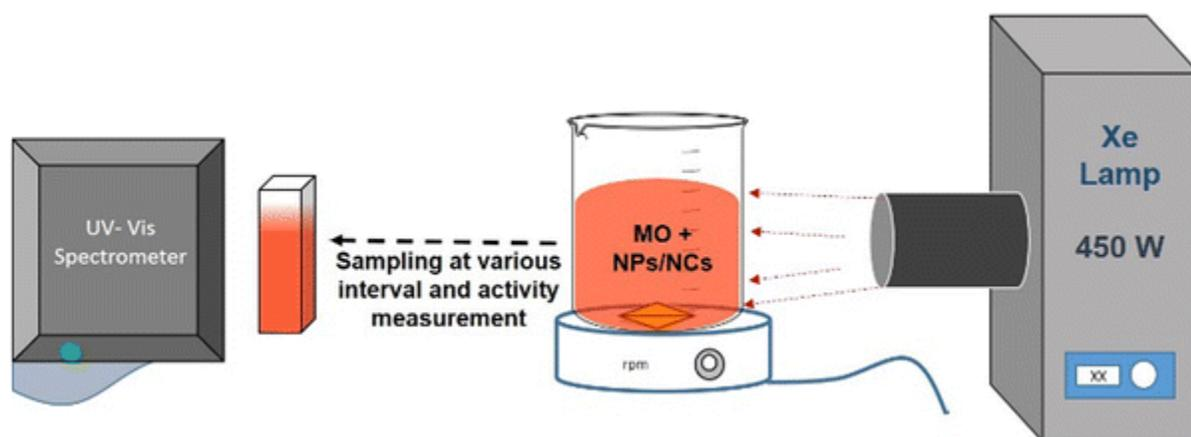 UV- Vis
Spectrometer
Sampling at various
interval and activity
measurement
MO +
NPs/NCs
rpm
Xe
Lamp
450 W
XX